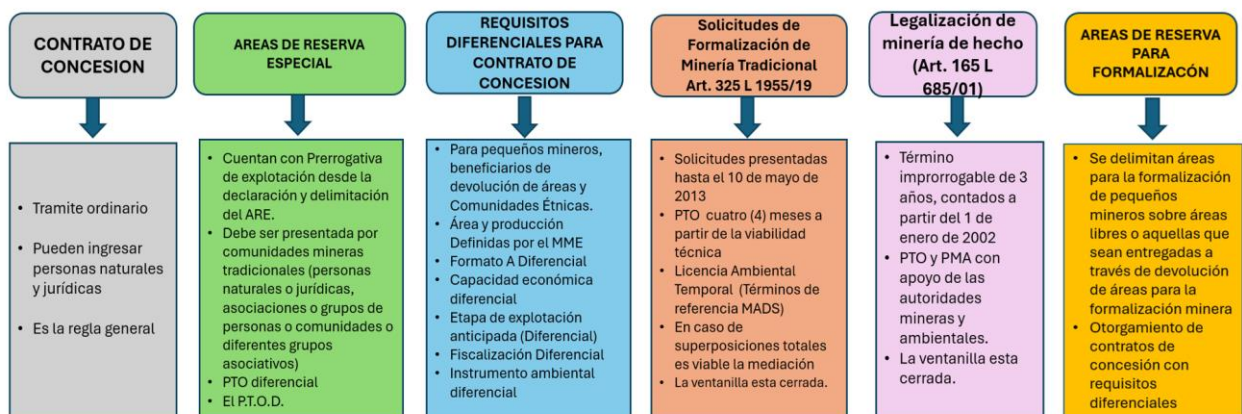 CONTRATO DE
CONCESION
• Tramite ordinario
• Pueden ingresar
personas naturales
y jurídicas
• Es la regla general
AREAS DE RESERVA
ESPECIAL
• Cuentan con Prerrogativa
de explotación desde la
declaración y delimitación
del ARE.
• Debe ser presentada por
comunidades mineras
tradicionales (personas
naturales o jurídicas,
asociaciones o grupos de
personas o comunidades o
diferentes grupos
asociativos)
• PTO diferencial
• El P.T.O.D.
REQUISITOS
DIFERENCIALES PARA
CONTRATO DE
CONCESION
• Para pequeños mineros,
beneficiarios de
devolución de áreas y
Comunidades Étnicas.
• Área y producción
Definidas por el MME
• Formato A Diferencial
• Capacidad económica
diferencial
• Etapa de explotación
anticipada (Diferencial)
• Fiscalización Diferencial
• Instrumento ambiental
diferencial
Solicitudes de
Formalización de
Minería Tradicional
Art. 325 L 1955/19
• Solicitudes presentadas
hasta el 10 de mayo de
2013
• PTO cuatro (4) meses a
partir de la viabilidad
técnica
• Licencia Ambiental
Temporal (Términos de
referencia MADS)
• En caso de
superposiciones totales
es viable la mediación
• La ventanilla esta cerrada.
Legalización de
minería de hecho
(Art. 165 L
685/01)
• Término
improrrogable de 3
años, contados a
partir del 1 de
enero de 2002
• PTO y PMA con
apoyo de las
autoridades
mineras y
ambientales.
• La ventanilla esta
cerrada.
AREAS DE RESERVA
PARA
FORMALIZACÓN
• Se delimitan áreas
para la formalización
de pequeños
mineros sobre áreas
libres o aquellas que
sean entregadas a
través de devolución
de áreas para la
formalización minera
• Otorgamiento de
contratos de
concesión con
requisitos
diferenciales